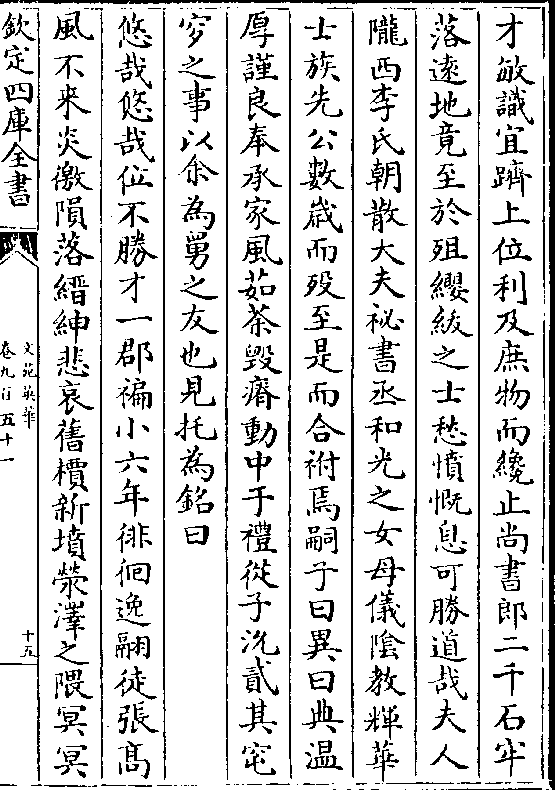 才敏識宜躋上位利及庶物而纔止尚書郎二千石牢
落逺地竟至於殂纓紱之士愁憤慨息可勝道哉夫人
隴西李氏朝散大夫祕書丞和光之女母儀隂教輝華
士族先公數歳而殁至是而合祔焉嗣子曰異曰典温
厚謹良奉承家風茹荼毁瘠動中于禮從子沇貳其窀
穸之事以余為舅之友也見托為銘曰
悠哉悠哉位不勝才一郡褊小六年徘徊逸翮徒張髙
風不来炎徼隕落縉紳悲哀舊櫝新墳滎澤之隈冥冥
欽定四庫全書
文苑英華
卷九百五十一
十五